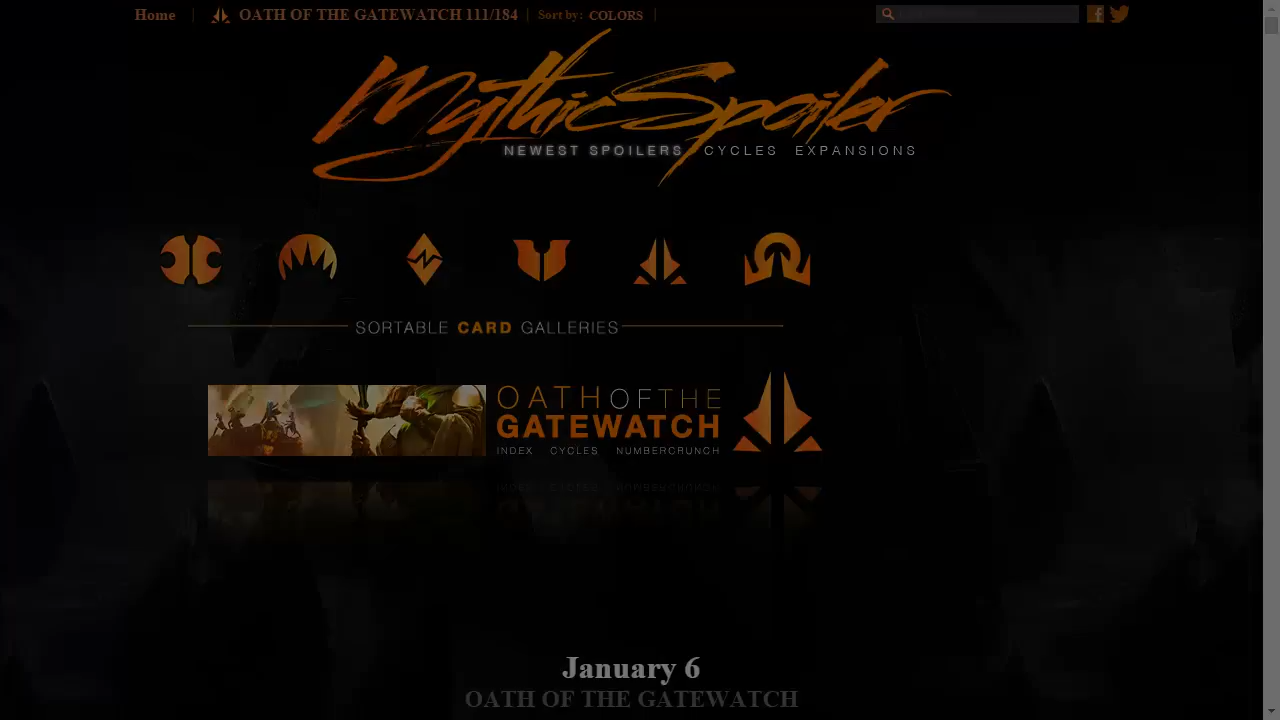 Home | OATH OF THE GATEWATCH 111/184 | Sort by: COLORS |
MythicSpoiler
NEWEST SPOILERS CYCLES EXPANSIONS
SORTABLE CARD GALLERIES
OATH OF THE
GATEWATCH
INDEX CYCLES NUMBERCRUNCH
January 6
OATH OF THE GATEWATCH